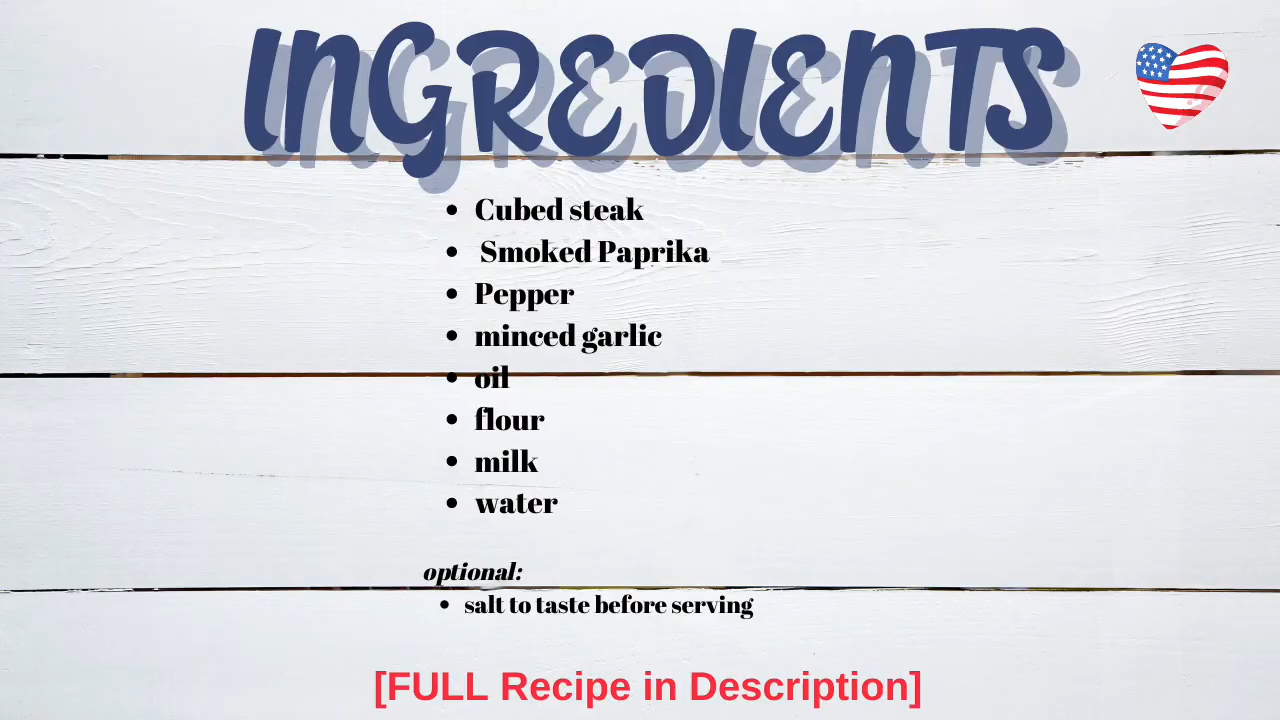 INGREDIENTS
• Cubed steak
• Smoked Paprika
• Pepper
• minced garlic
• oil
• flour
• milk
• water
optional:
• salt to taste before serving
[FULL Recipe in Description]